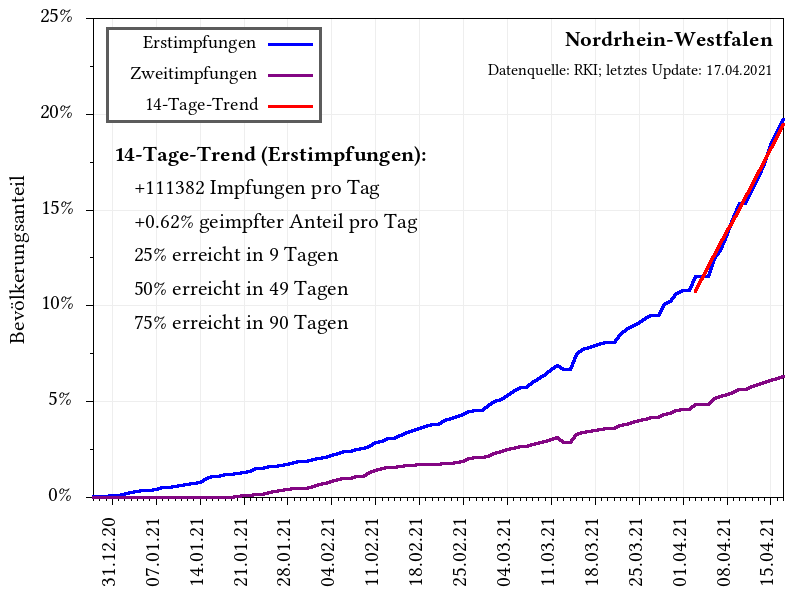 25%
20%
15%
10%
5%
0%
Bevölkerungsanteil
Erstimpfungen
Zweitimpfungen
14-Tage-Trend
Nordrhein-Westfalen
Datenquelle: RKI; letztes Update: 17.04.2021
14-Tage-Trend (Erstimpfungen):
+111382 Impfungen pro Tag
+0.62% geimpfter Anteil pro Tag
25% erreicht in 9 Tagen
50% erreicht in 49 Tagen
75% erreicht in 90 Tagen
31.12.20
07.01.21
14.01.21
21.01.21
28.01.21
04.02.21
11.02.21
18.02.21
25.02.21
04.03.21
11.03.21
18.03.21
25.03.21
01.04.21
08.04.21
15.04.21